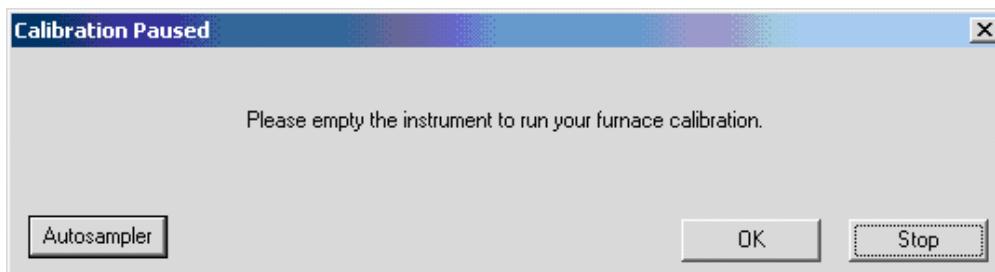 Calibration Paused
Please empty the instrument to run your furnace calibration.
Autosampler
OK
Stop